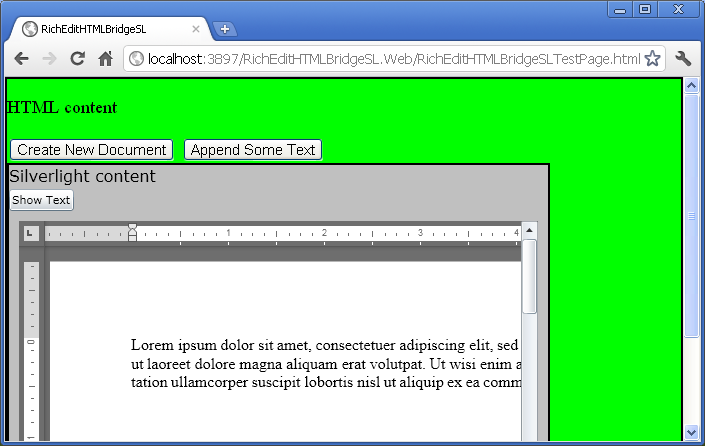 RichEditHTMLBridgeSL
localhost:3897/RichEditHTMLBridgeSL.Web/RichEditHTMLBridgeSLTestPage.html
HTML content
Create New Document Append Some Text
Silverlight content
Show Text
L 1 2 3 4
0
Lorem ipsum dolor sit amet, consectetuer adipiscing elit, sed
ut laoreet dolore magna aliquam erat volutpat. Ut wisi enim a
tation ullamcorper suscipit lobortis nisl ut aliquip ex ea comm